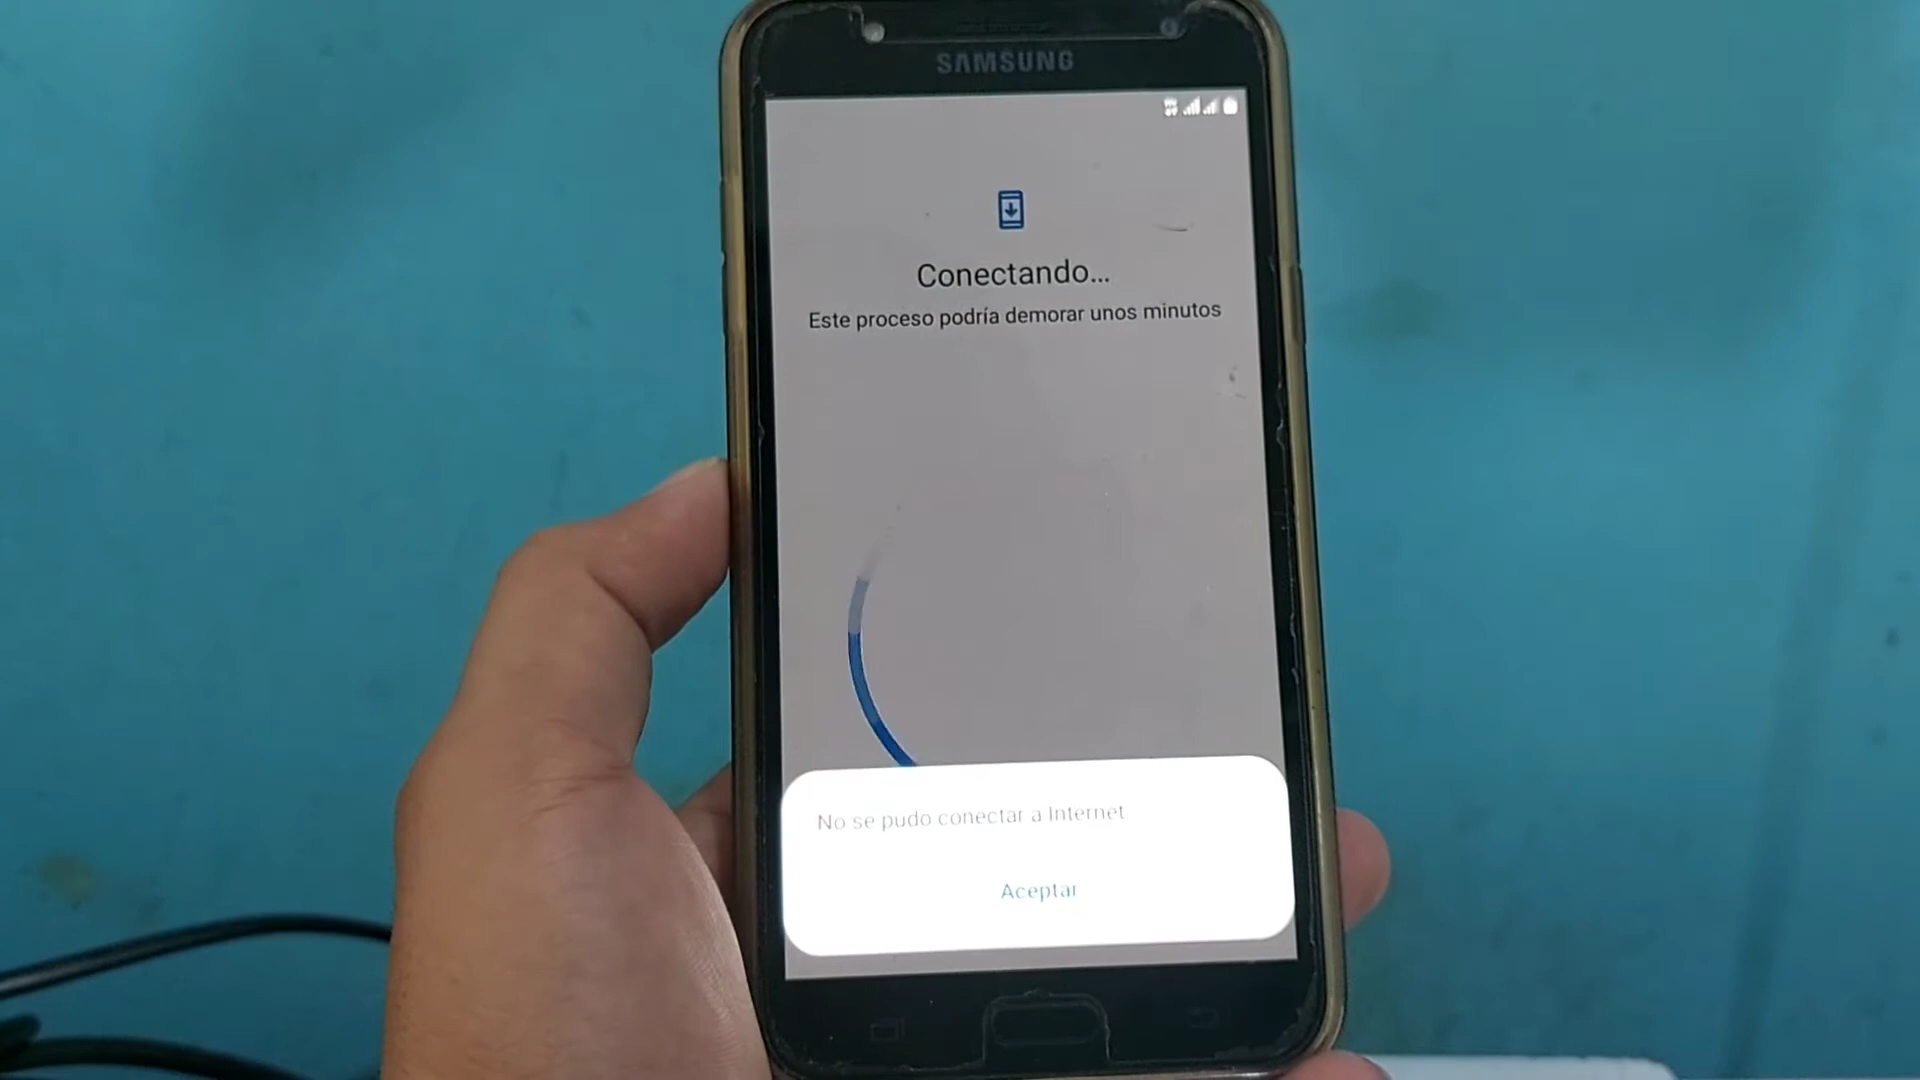 SAMSUNG
Conectando...
Este proceso podría demorar unos minutos
No se pudo conectar a Internet
Aceptar